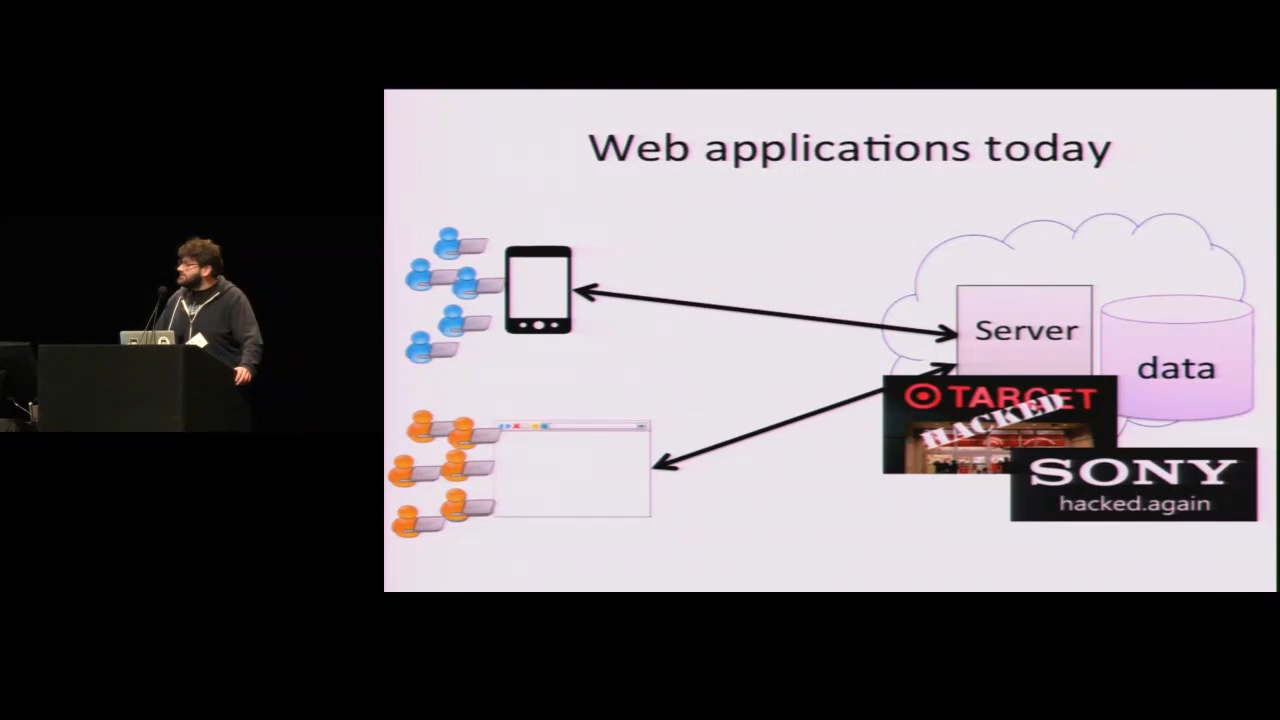 Web applications today
Server
data
TARGET
HACKED
SONY
hacked.again